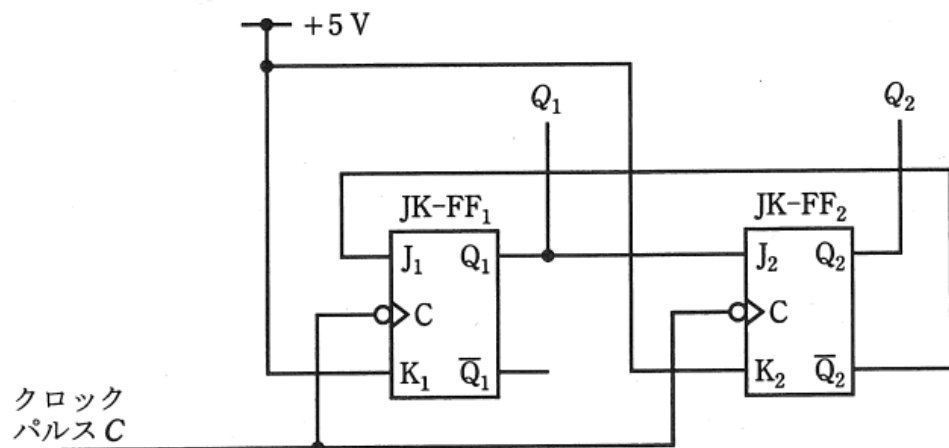 +5 V
Q₁
Q₂
JK-FF₁
JK-FF₂
J₁ Q₁
C
K₁ Q̅₁
J₂ Q₂
C
K₂ Q̅₂
クロック
パルス C